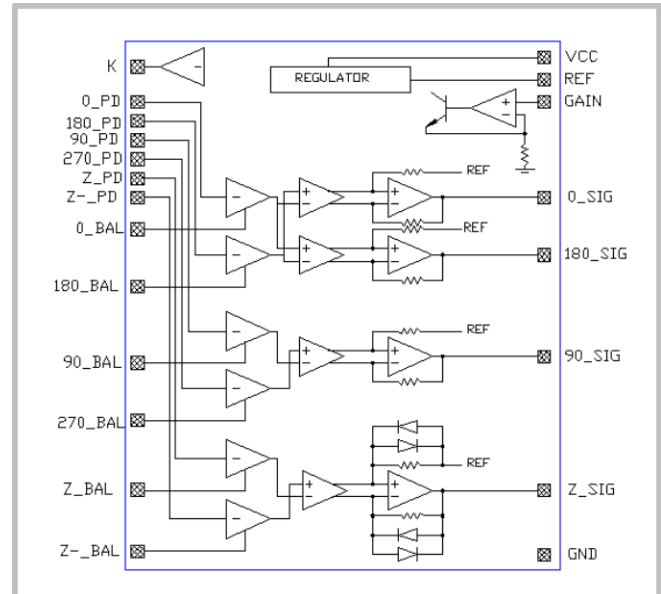 K
0_PD
180_PD
90_PD
270_PD
Z_PD
Z-_PD
0_BAL
180_BAL
90_BAL
270_BAL
Z_BAL
Z-_BAL
REGULATOR
REF
REF
REF
REF
VCC
REF
GAIN
0_SIG
180_SIG
90_SIG
Z_SIG
GND